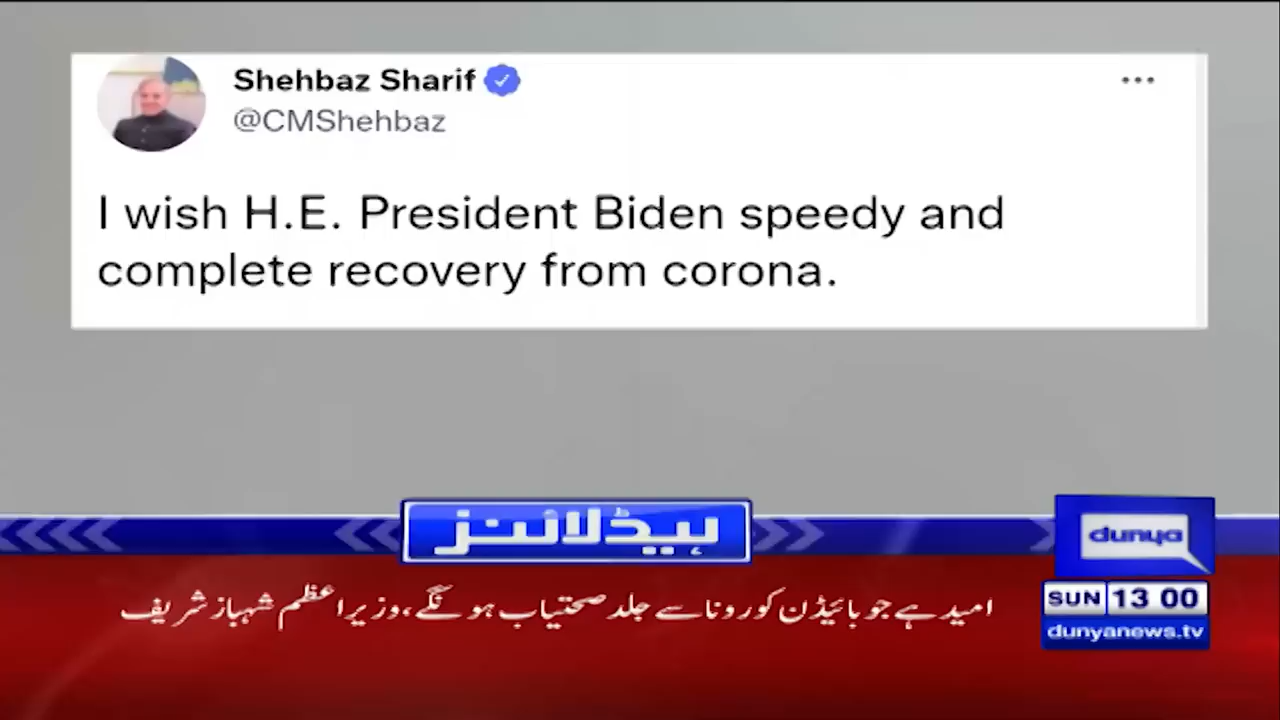 Shehbaz Sharif
@CMShehbaz
I wish H.E. President Biden speedy and
complete recovery from corona.
ہیڈلائنز
dunya
امید ہے جو بائیڈن کورونا سے جلد صحتیاب ہونگے، وزیراعظم شہباز شریف
SUN 13 00
dunyanews.tv